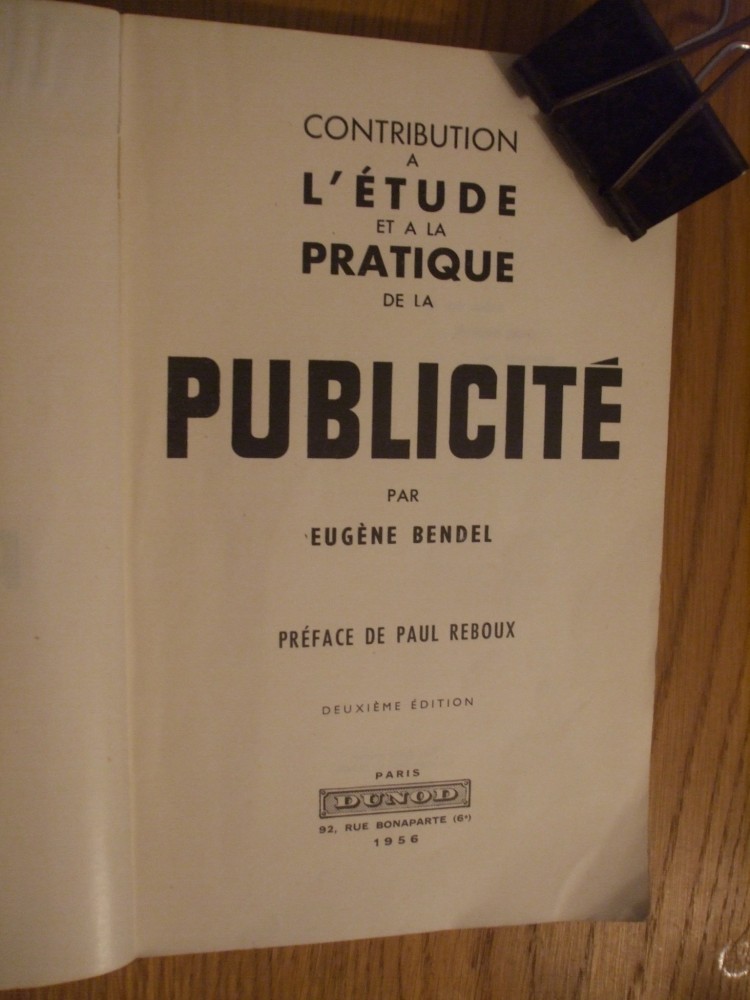 CONTRIBUTION
A
L'ÉTUDE
ET A LA
PRATIQUE
DE LA
PUBLICITÉ
PAR
EUGÈNE BENDEL
PRÉFACE DE PAUL REBOUX
DEUXIÈME ÉDITION
PARIS
DUNOD
92, RUE BONAPARTE (6e)
1956